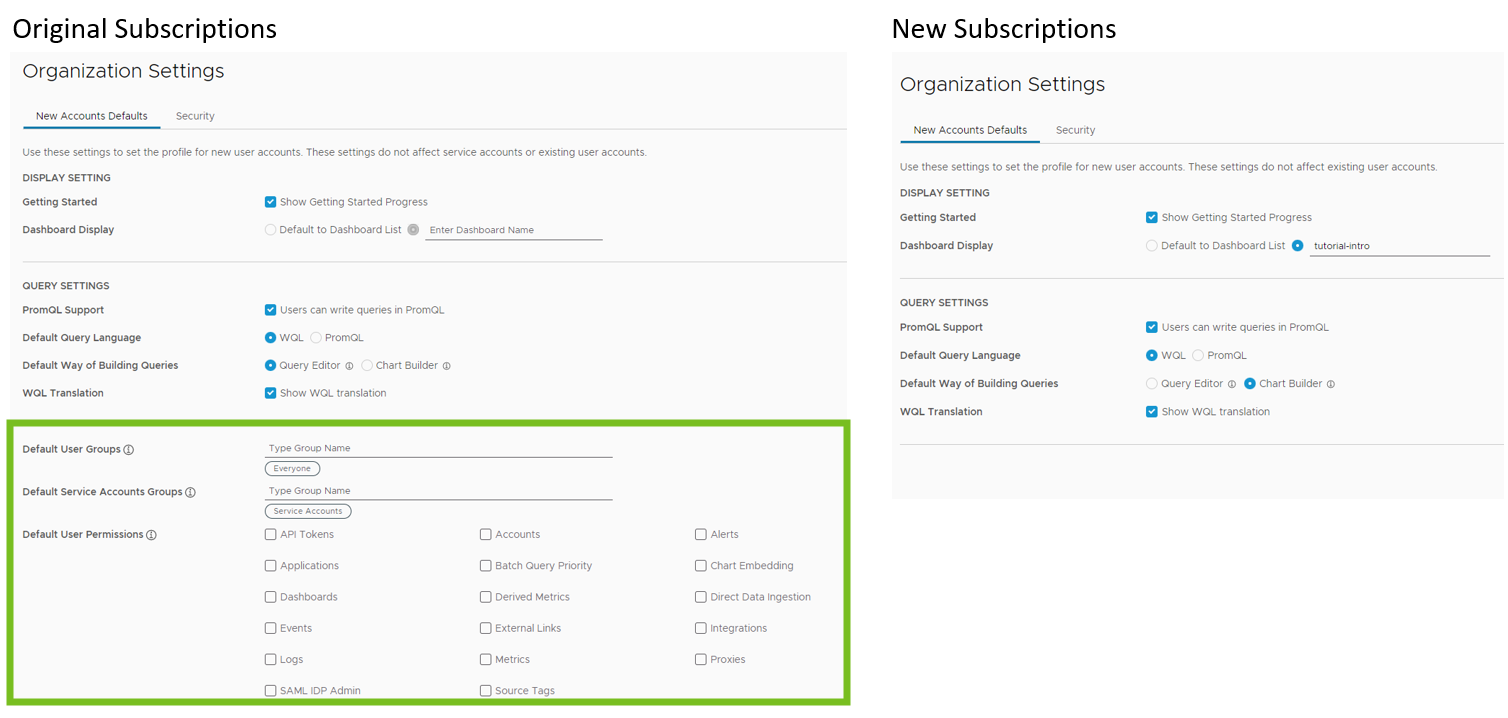 Original Subscriptions
Organization Settings
New Accounts Defaults Security
Use these settings to set the profile for new user accounts. These settings do not affect service accounts or existing user accounts.
DISPLAY SETTING
Getting Started Show Getting Started Progress
Dashboard Display Default to Dashboard List Enter Dashboard Name
QUERY SETTINGS
PromQL Support Users can write queries in PromQL
Default Query Language WQL PromQL
Default Way of Building Queries Query Editor Chart Builder
WQL Translation Show WQL translation
Default User Groups Type Group Name
Everyone
Default Service Accounts Groups Type Group Name
Service Accounts
Default User Permissions API Tokens Accounts Alerts
Applications Batch Query Priority Chart Embedding
Dashboards Derived Metrics Direct Data Ingestion
Events External Links Integrations
Logs Metrics Proxies
SAML IDP Admin Source Tags
New Subscriptions
Organization Settings
New Accounts Defaults Security
Use these settings to set the profile for new user accounts. These settings do not affect existing user accounts.
DISPLAY SETTING
Getting Started Show Getting Started Progress
Dashboard Display Default to Dashboard List tutorial-intro
QUERY SETTINGS
PromQL Support Users can write queries in PromQL
Default Query Language WQL PromQL
Default Way of Building Queries Query Editor Chart Builder
WQL Translation Show WQL translation